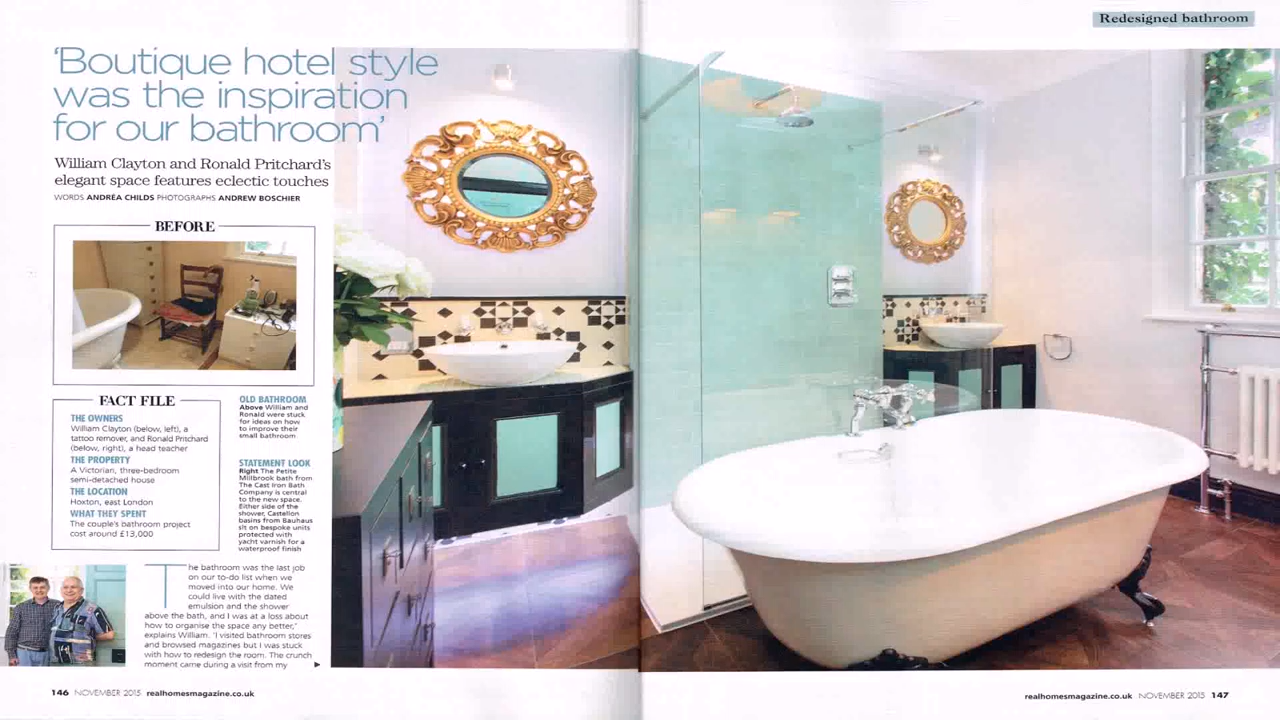 Redesigned bathroom
‘Boutique hotel style
was the inspiration
for our bathroom’
William Clayton and Ronald Pritchard’s
elegant space features eclectic touches
WORDS ANDRÉA CHILDS PHOTOGRAPHS ANDREW BOSCHIER
BEFORE
FACT FILE
THE OWNERS
William Clayton (below, left), a
tattoo remover, and Ronald Pritchard
(below, right), a head teacher
THE PROPERTY
A Victorian, three-bedroom
semi-detached house
THE LOCATION
Hoxton, east London
WHAT THEY SPENT
The couple’s bathroom project
cost around £13,000
OLD BATHROOM
Above William and
Ronald were stuck
for ideas on how
to improve their
small bathroom
STATEMENT LOOK
Right The Petite
Millbrook bath from
The Cast Iron Bath
Company is central
to the new space.
Either side of the
shower, Castellon
basins from Bauhaus
sit on bespoke units
protected with
yacht varnish for a
waterproof finish
The bathroom was the last job
on our to-do list when we
moved into our home. We
could live with the dated
emulsion and the shower
above the bath, and I was at a loss about
how to organise the space any better,’
explains William. ‘I visited bathroom stores
and browsed magazines but I was stuck
with how to redesign the room. The crunch
moment came during a visit from my
146 NOVEMBER 2015 realhomesmagazine.co.uk
realhomesmagazine.co.uk NOVEMBER 2015 147